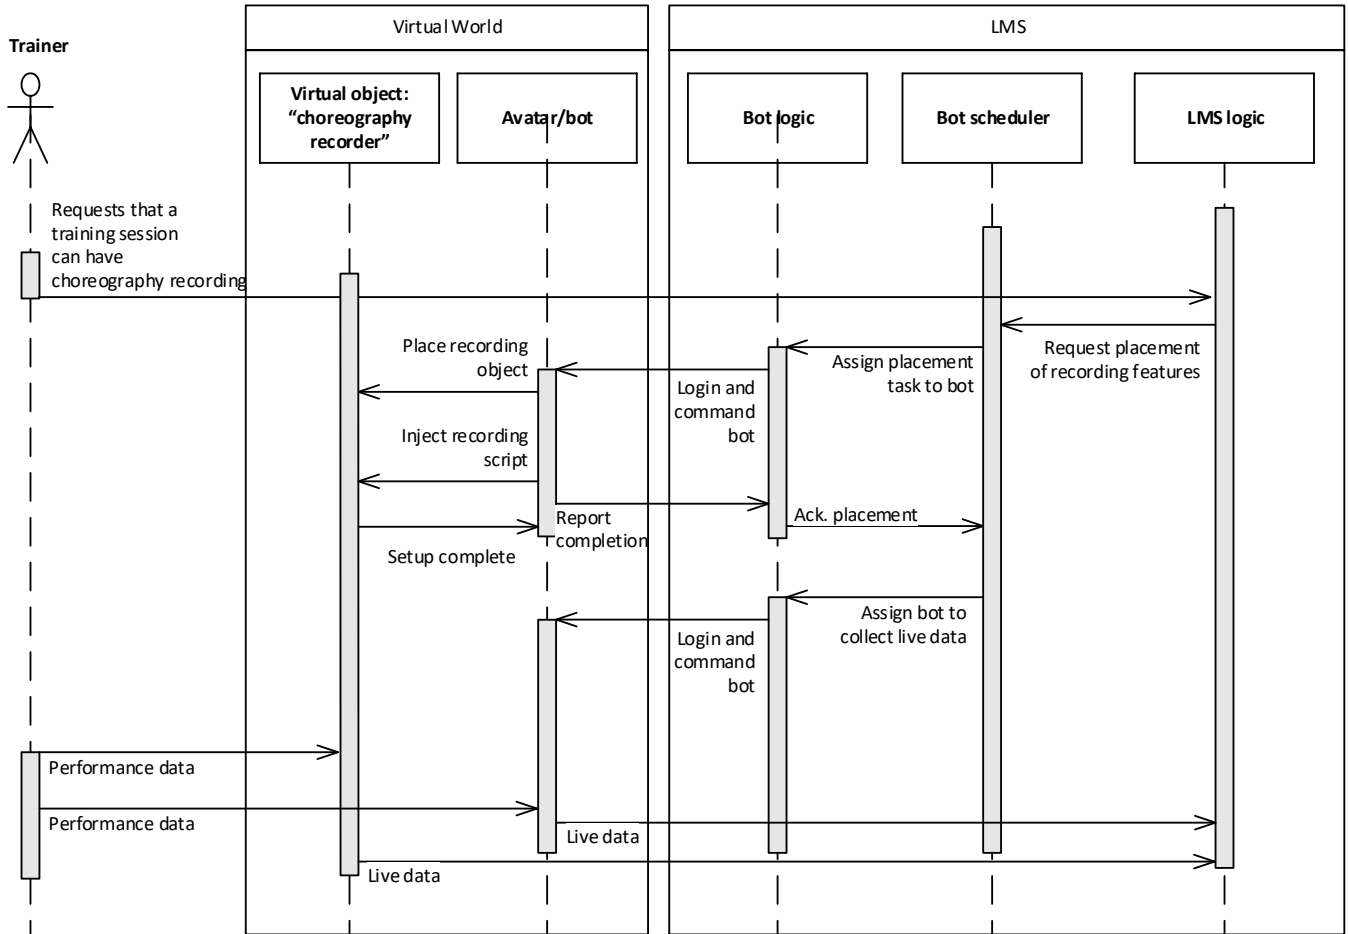 Virtual World
LMS
Trainer
Virtual object:
“choreography
recorder”
Avatar/bot
Bot logic
Bot scheduler
LMS logic
Requests that a
training session
can have
choreography recording
Request placement
of recording features
Assign placement
task to bot
Login and
command
bot
Place recording
object
Inject recording
script
Report
completion
Ack. placement
Setup complete
Assign bot to
collect live data
Login and
command
bot
Performance data
Performance data
Live data
Live data